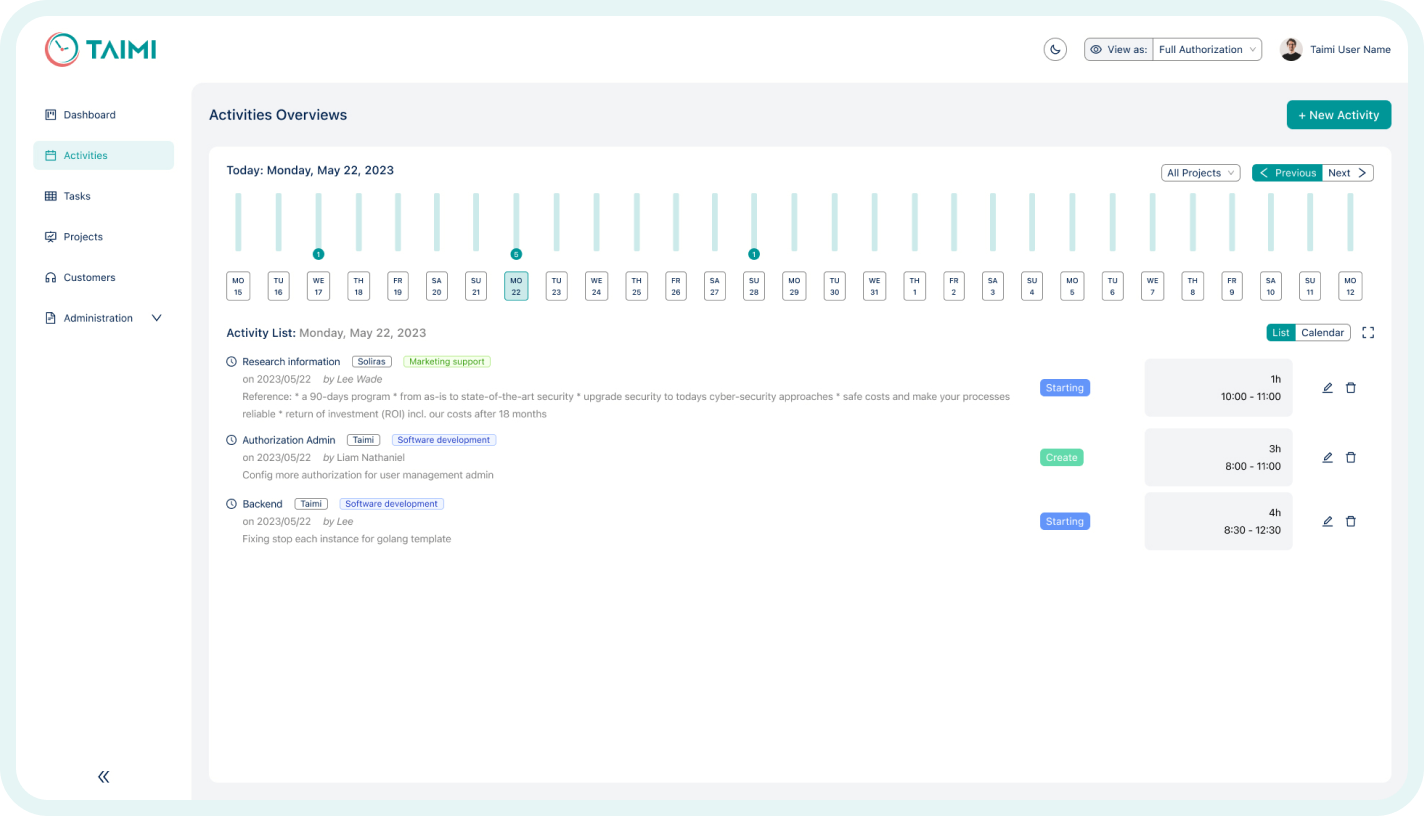 TAIMI
View as: Full Authorization
Taimi User Name
Dashboard
Activities
Tasks
Projects
Customers
Administration
Activities Overviews
+ New Activity
Today: Monday, May 22, 2023
All Projects
Previous Next
1 5 1
MO TU WE TH FR SA SU MO TU WE TH FR SA SU MO TU WE TH FR SA SU MO TU WE TH FR SA SU MO
15 16 17 18 19 20 21 22 23 24 25 26 27 28 29 30 31 1 2 3 4 5 6 7 8 9 10 11 12
Activity List: Monday, May 22, 2023
List Calendar
Research information Soliras Marketing support
on 2023/05/22 by Lee Wade
Reference: * a 90-days program * from as-is to state-of-the-art security * upgrade security to todays cyber-security approaches * safe costs and make your processes
reliable * return of investment (ROI) incl. our costs after 18 months
Starting
1h
10:00 - 11:00
Authorization Admin Taimi Software development
on 2023/05/22 by Liam Nathaniel
Config more authorization for user management admin
Create
3h
8:00 - 11:00
Backend Taimi Software development
on 2023/05/22 by Lee
Fixing stop each instance for golang template
Starting
4h
8:30 - 12:30